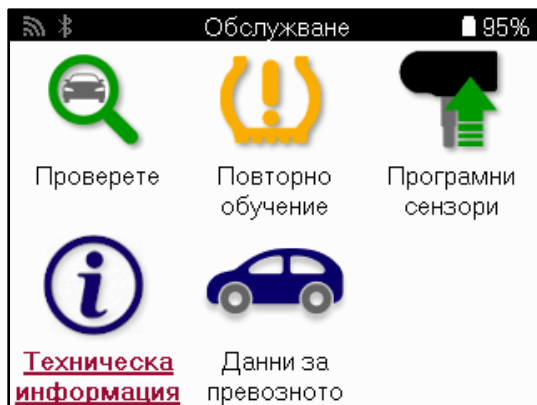 Обслужване 95%
Проверете
Повторно
обучение
Програмни
сензори
Техническа
информация
Данни за
превозното